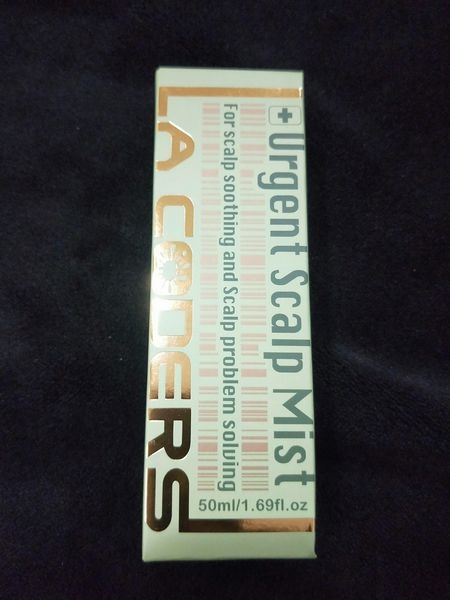 Urgent Scalp Mist
For scalp soothing and Scalp problem solving
LA CODERS
50ml/1.69fl.oz